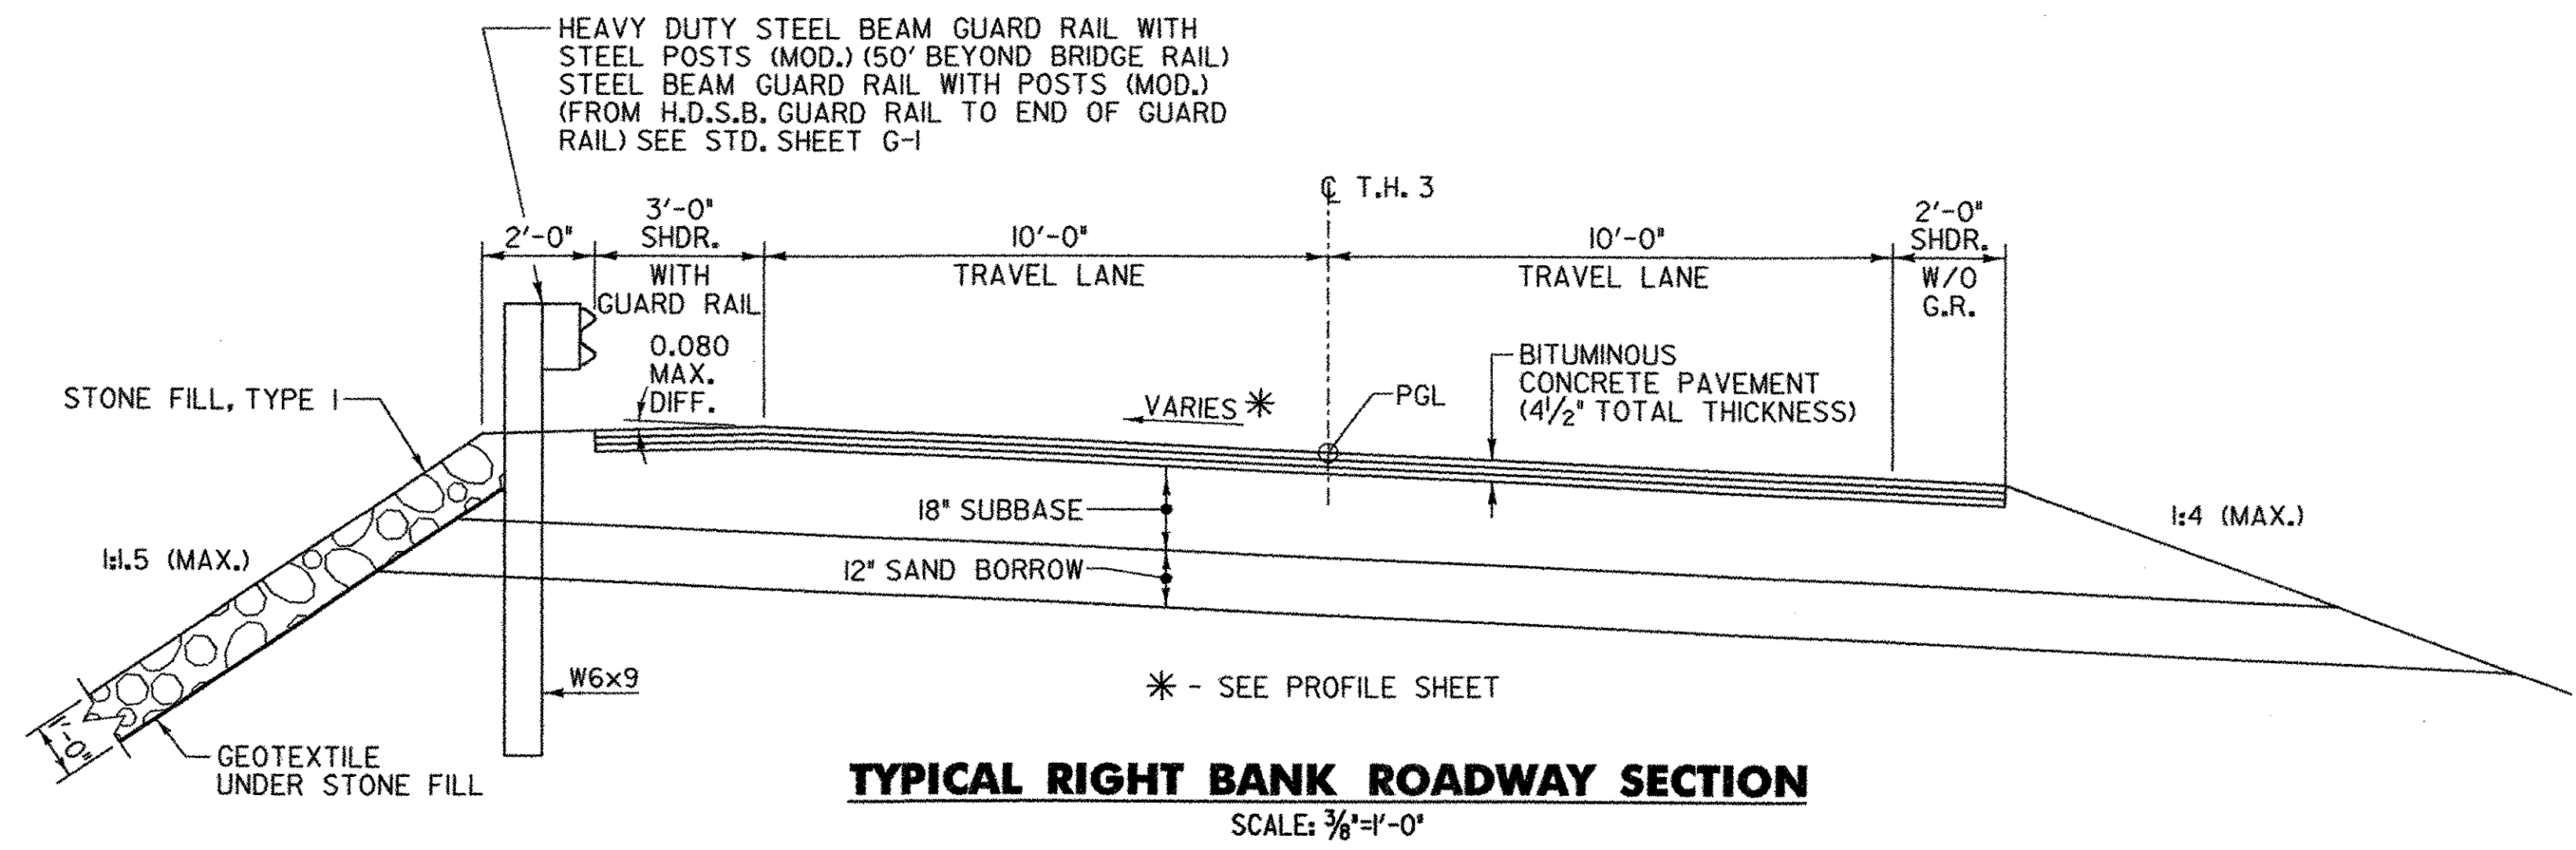 HEAVY DUTY STEEL BEAM GUARD RAIL WITH
STEEL POSTS (MOD.) (50' BEYOND BRIDGE RAIL)
STEEL BEAM GUARD RAIL WITH POSTS (MOD.)
(FROM H.D.S.B. GUARD RAIL TO END OF GUARD
RAIL) SEE STD. SHEET G-1
℄ T.H. 3
2'-0"
3'-0"
SHDR.
WITH
GUARD RAIL
10'-0"
TRAVEL LANE
10'-0"
TRAVEL LANE
2'-0"
SHDR.
W/O
G.R.
0.080
MAX.
DIFF.
STONE FILL, TYPE 1
VARIES *
PGL
BITUMINOUS
CONCRETE PAVEMENT
(4 1/2" TOTAL THICKNESS)
18" SUBBASE
1:4 (MAX.)
1:1.5 (MAX.)
12" SAND BORROW
W6x9
* - SEE PROFILE SHEET
1'-0"
GEOTEXTILE
UNDER STONE FILL
TYPICAL RIGHT BANK ROADWAY SECTION
SCALE: 3/8"=1'-0"